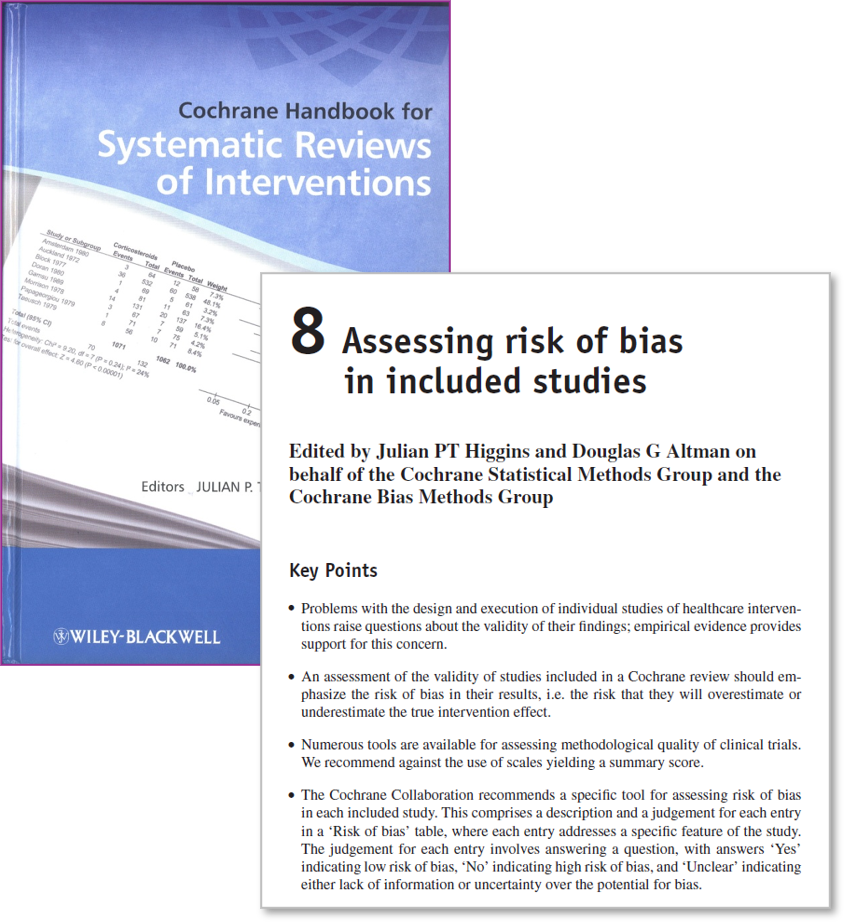 Cochrane Handbook for
Systematic Reviews
of Interventions
Study or Subgroup Corticosteroids Placebo
Events Total Events Total Weight
Amsterdam 1980 3 64 12 58 7.3%
Auckland 1972 36 532 60 538 48.1%
Block 1977 1 69 5 61 3.2%
Doran 1980 4 81 11 63 7.3%
1989 14 131 20 137 16.4%
Morrison 1978 3 67 7 59 5.1%
Papageorgiou 1979 1 71 7 75 4.2%
1979 8 56 10 71 8.4%
Total (95% CI) 1071 1062 100.0%
Total events 70 132
Heterogeneity: Chi² = 9.20, df = 7 (P = 0.24); I² = 24%
Test for overall effect: Z = 4.60 (P < 0.00001)
0.05 0.2
Favours
Editors JULIAN P.
WILEY-BLACKWELL
8 Assessing risk of bias
in included studies
Edited by Julian PT Higgins and Douglas G Altman on
behalf of the Cochrane Statistical Methods Group and the
Cochrane Bias Methods Group
Key Points
• Problems with the design and execution of individual studies of healthcare interven-
tions raise questions about the validity of their findings; empirical evidence provides
support for this concern.
• An assessment of the validity of studies included in a Cochrane review should em-
phasize the risk of bias in their results, i.e. the risk that they will overestimate or
underestimate the true intervention effect.
• Numerous tools are available for assessing methodological quality of clinical trials.
We recommend against the use of scales yielding a summary score.
• The Cochrane Collaboration recommends a specific tool for assessing risk of bias
in each included study. This comprises a description and a judgement for each entry
in a ‘Risk of bias’ table, where each entry addresses a specific feature of the study.
The judgement for each entry involves answering a question, with answers ‘Yes’
indicating low risk of bias, ‘No’ indicating high risk of bias, and ‘Unclear’ indicating
either lack of information or uncertainty over the potential for bias.